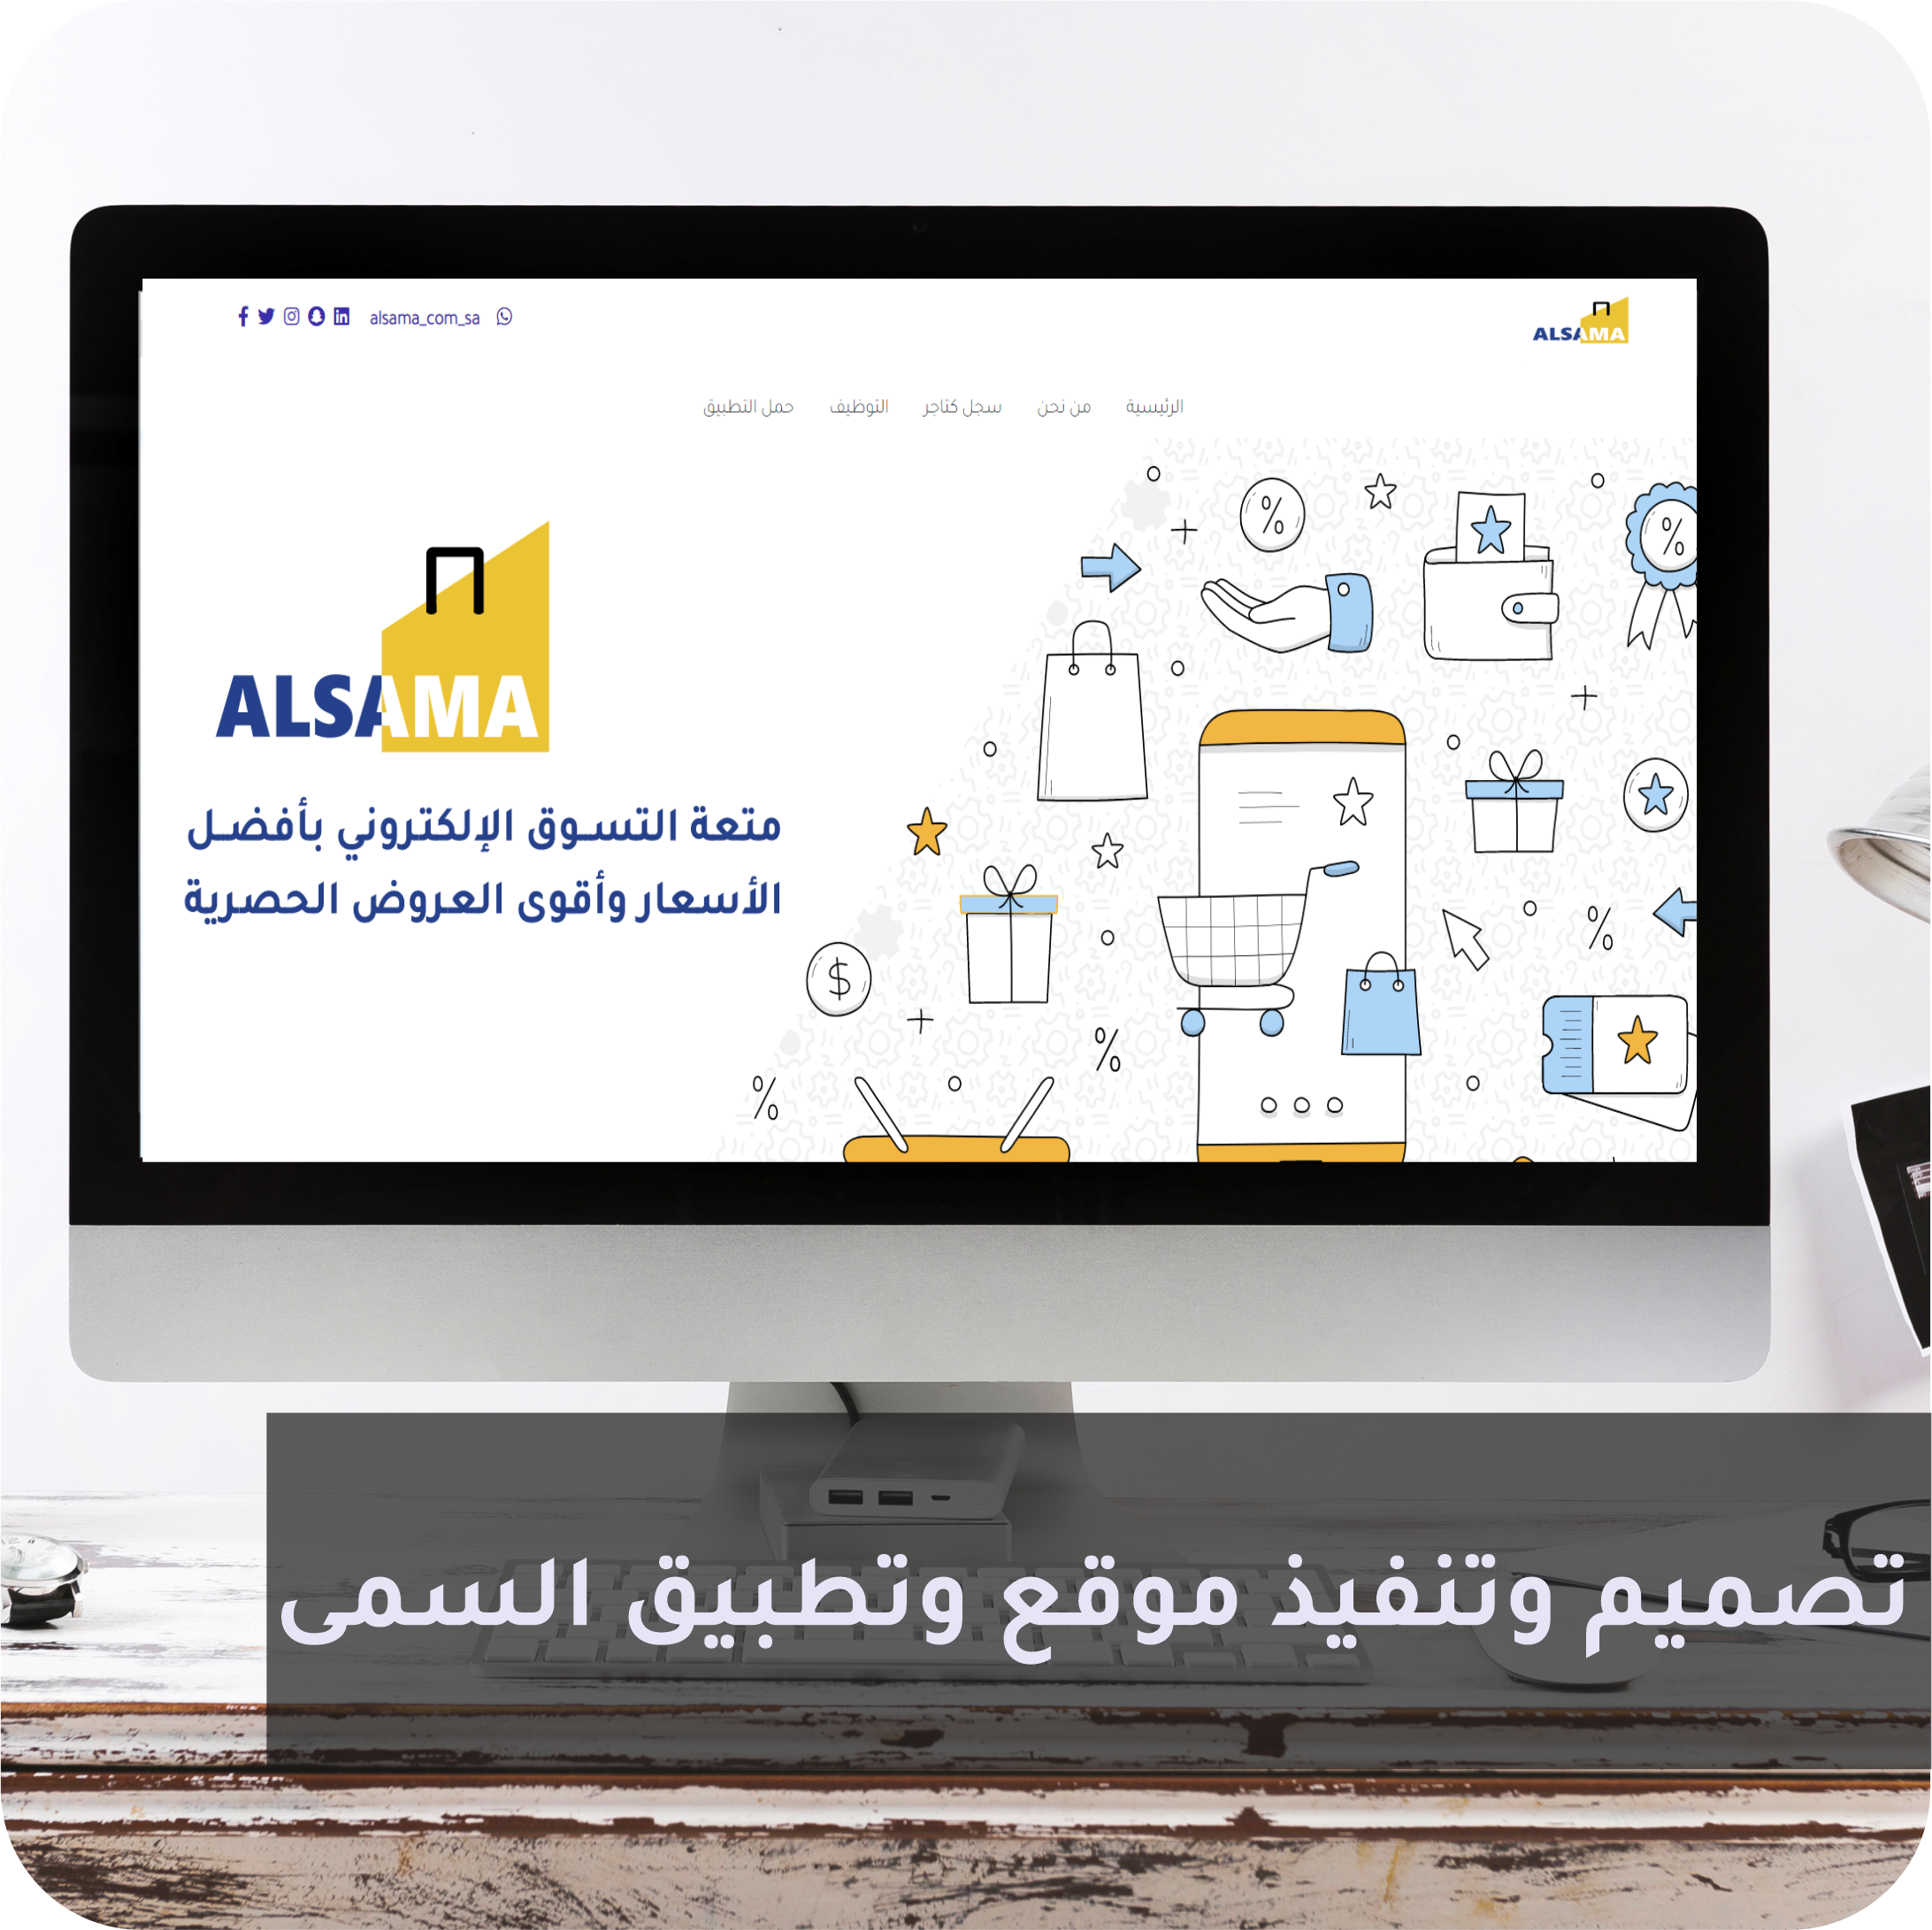 ALSAMA
alsama_com_sa
الرئيسية من نحن سجل كتاجر التوظيف حمل التطبيق
ALSAMA
متعة التسوق الإلكتروني بأفضل
الأسعار وأقوى العروض الحصرية
%
%
%
%
$
%
%
تصميم وتنفيذ موقع وتطبيق السمى